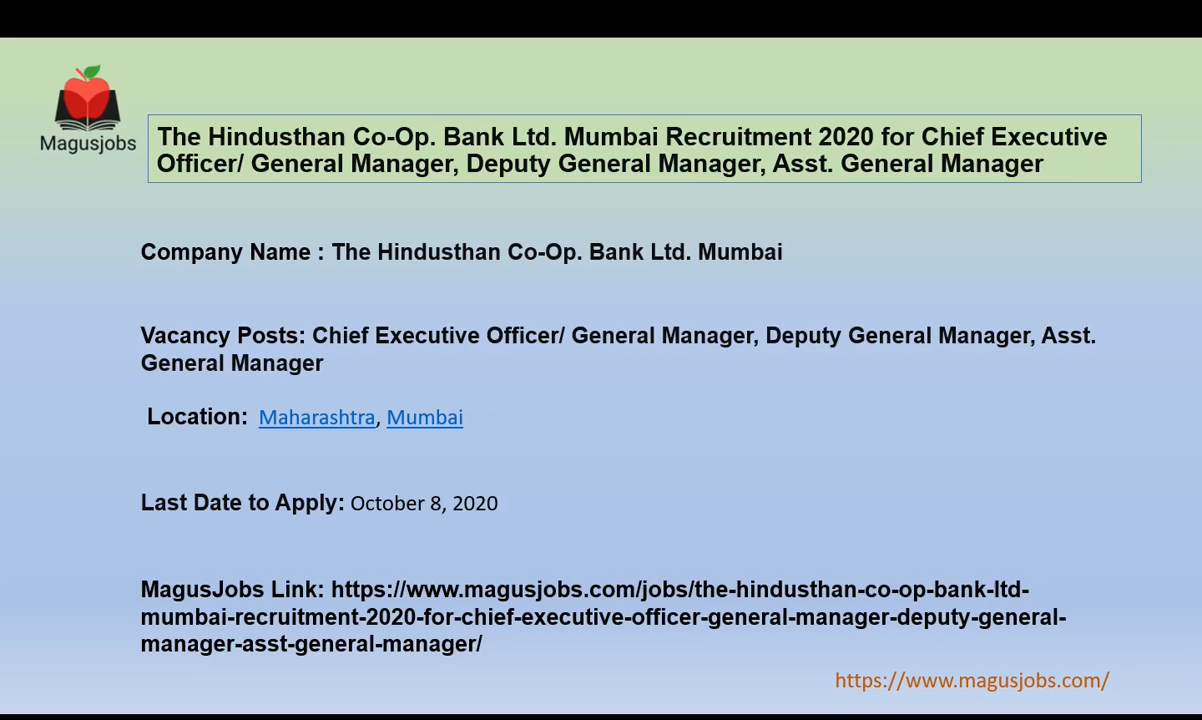 Magusjobs
The Hindusthan Co-Op. Bank Ltd. Mumbai Recruitment 2020 for Chief Executive
Officer/ General Manager, Deputy General Manager, Asst. General Manager
Company Name : The Hindusthan Co-Op. Bank Ltd. Mumbai
Vacancy Posts: Chief Executive Officer/ General Manager, Deputy General Manager, Asst.
General Manager
Location: Maharashtra, Mumbai
Last Date to Apply: October 8, 2020
MagusJobs Link: https://www.magusjobs.com/jobs/the-hindusthan-co-op-bank-ltd-
mumbai-recruitment-2020-for-chief-executive-officer-general-manager-deputy-general-
manager-asst-general-manager/
https://www.magusjobs.com/